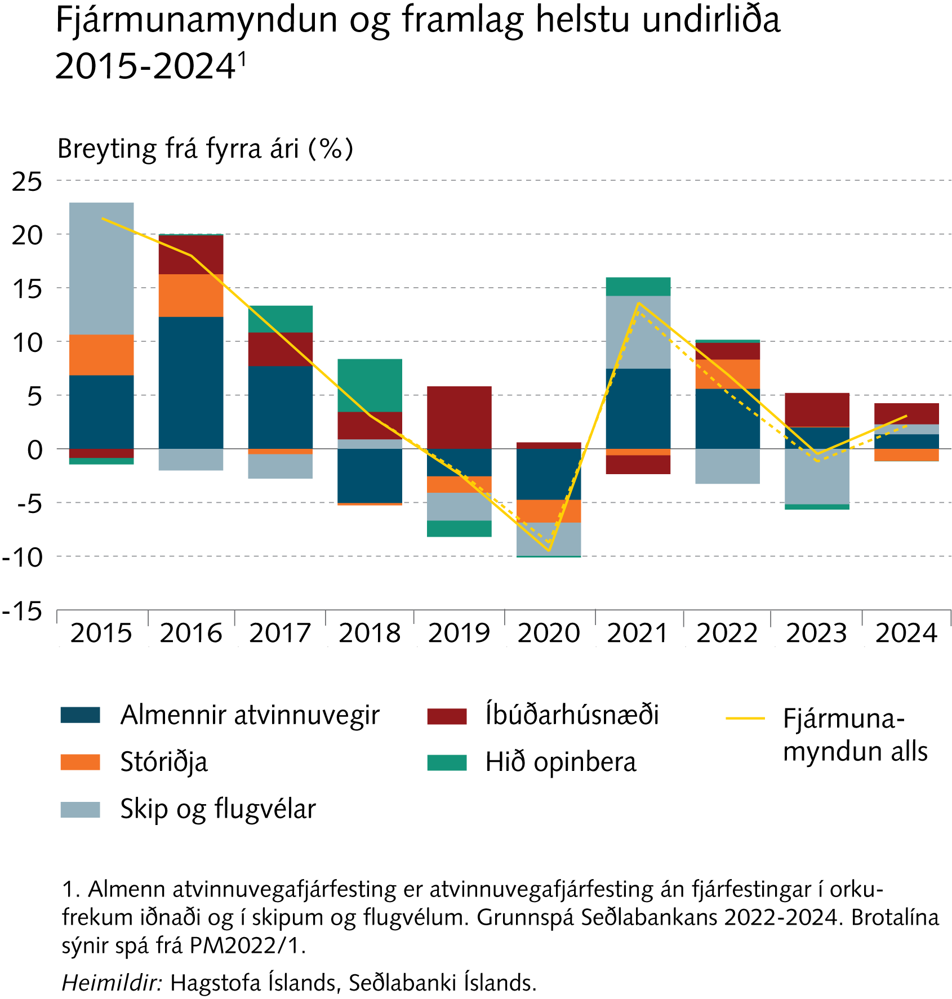 Fjármunamyndun og framlag helstu undirliða
2015-2024¹
Breyting frá fyrra ári (%)
25
20
15
10
5
0
-5
-10
-15
2015 2016 2017 2018 2019 2020 2021 2022 2023 2024
Almennir atvinnuvegir
Stóriðja
Skip og flugvélar
Íbúðarhúsnæði
Hið opinbera
Fjármuna-
myndun alls
1. Almenn atvinnuvegafjárfesting er atvinnuvegafjárfesting án fjárfestingar í orku-
frekum iðnaði og í skipum og flugvélum. Grunnspá Seðlabankans 2022-2024. Brotalína
sýnir spá frá PM2022/1.
Heimildir: Hagstofa Íslands, Seðlabanki Íslands.